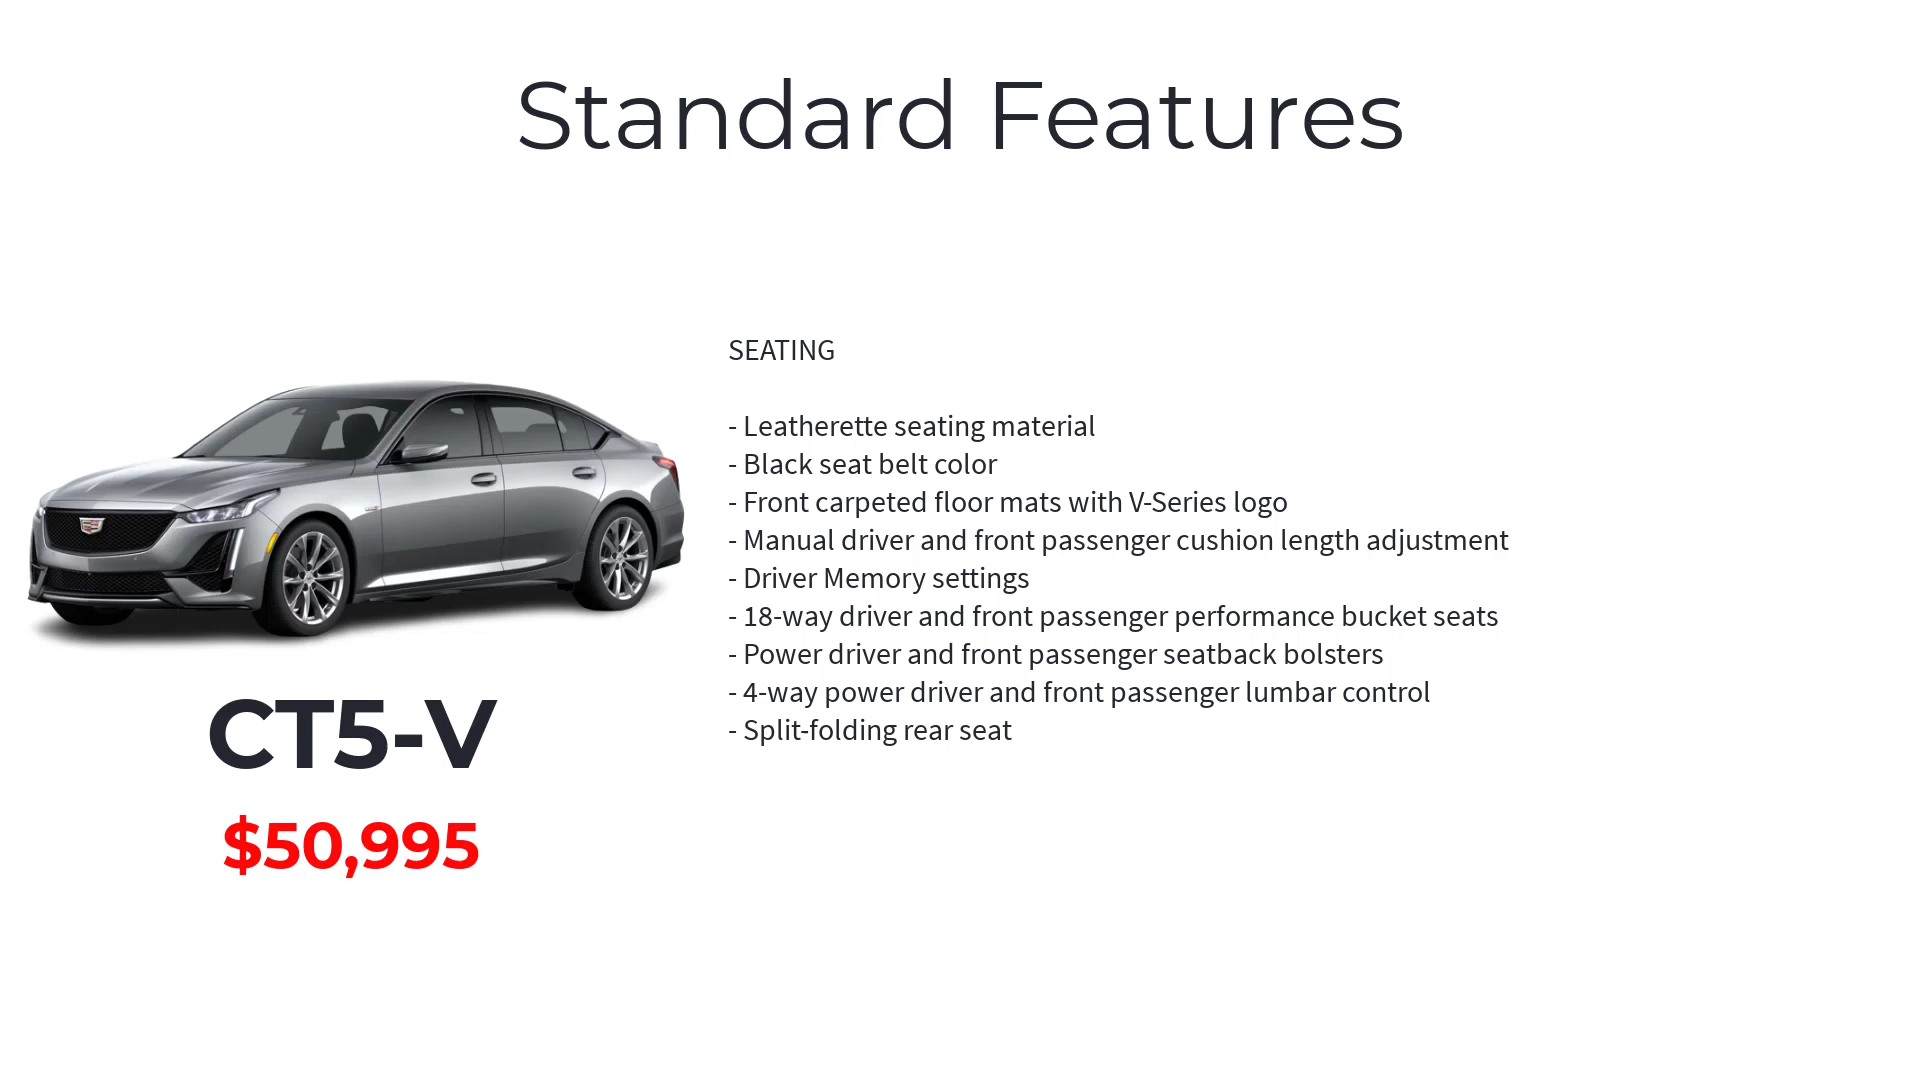 Standard Features
SEATING
- Leatherette seating material
- Black seat belt color
- Front carpeted floor mats with V-Series logo
- Manual driver and front passenger cushion length adjustment
- Driver Memory settings
- 18-way driver and front passenger performance bucket seats
- Power driver and front passenger seatback bolsters
- 4-way power driver and front passenger lumbar control
- Split-folding rear seat
CT5-V
$50,995